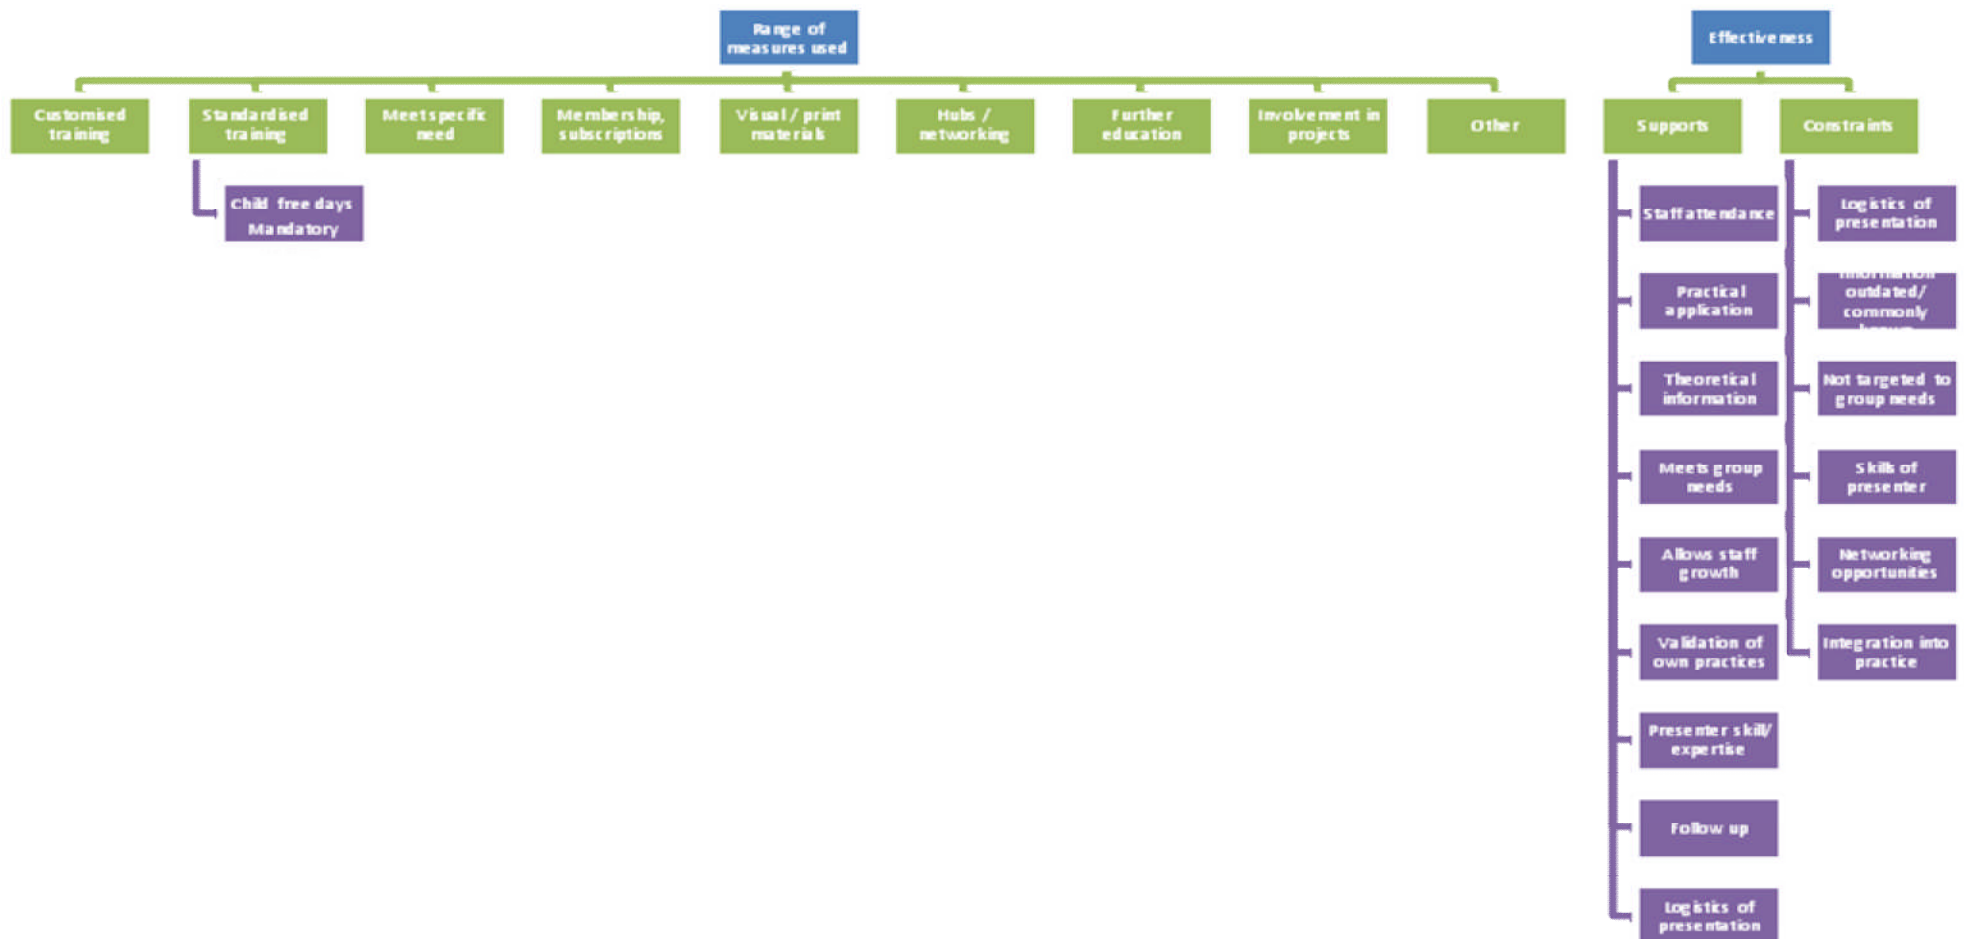 Range of
measures used
Effectiveness
Customised
training
Standardised
training
Meet specific
need
Membership,
subscriptions
Visual / print
materials
Hubs /
networking
Further
education
Involvement in
projects
Other
Supports
Constraints
Child free days
Mandatory
Staff attendance
Logistics of
presentation
Practical
application
outdated/
commonly
Theoretical
information
Not targeted to
group needs
Meets group
needs
Skills of
presenter
Allows staff
growth
Networking
opportunities
Validation of
own practices
Integration into
practice
Presenter skill/
expertise
Follow up
Logistics of
presentation